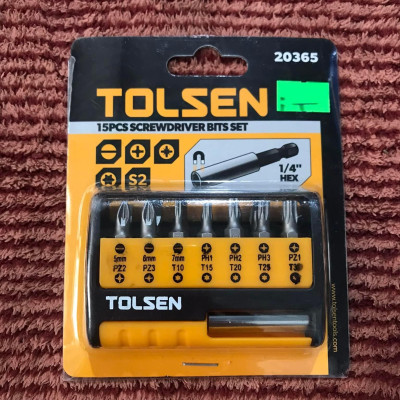 20365
TOLSEN
15PCS SCREWDRIVER BITS SET
S2
1/4"
HEX
5mm 6mm 7mm PH1 PH2 PH3 PZ1
PZ2 PZ3 T10 T15 T20 T25 T30
TOLSEN
www.tolsentools.com